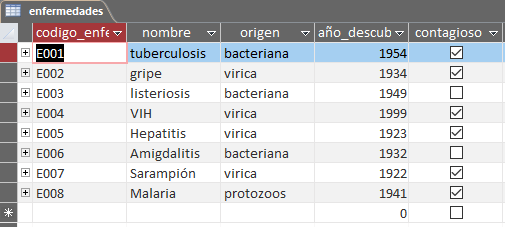 enfermedades
codigo_enfe nombre origen año_descub contagioso
E001 tuberculosis bacteriana 1954
E002 gripe virica 1934
E003 listeriosis bacteriana 1949
E004 VIH virica 1999
E005 Hepatitis virica 1923
E006 Amigdalitis bacteriana 1932
E007 Sarampión virica 1922
E008 Malaria protozoos 1941
0